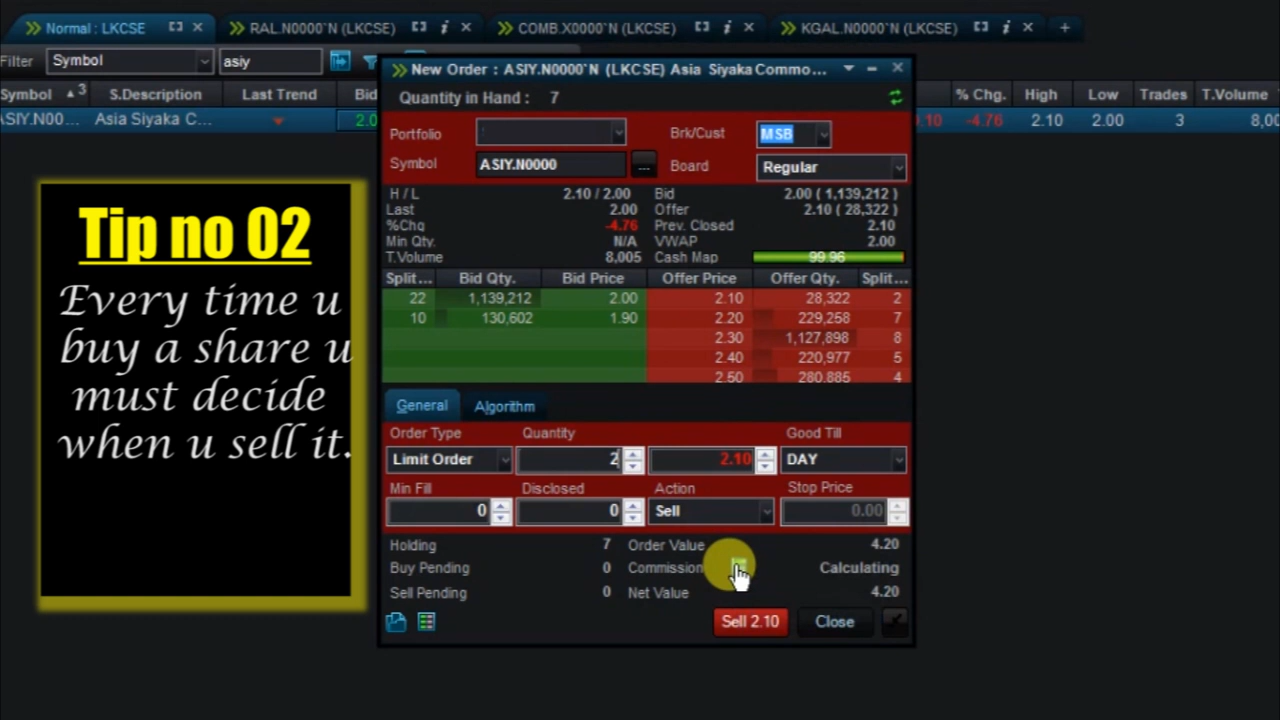 Normal : LKCSE
RAL.N0000`N (LKCSE)
COMB.X0000`N (LKCSE)
KGAL.N0000`N (LKCSE)
Filter Symbol asiy
Symbol 3 S.Description Last Trend Bid % Chg. High Low Trades T.Volume
ASIY.N00... Asia Siyaka C... 2.0 .10 -4.76 2.10 2.00 3 8,00
Tip no 02
Every time u
buy a share u
must decide
when u sell it.
New Order : ASIY.N0000`N (LKCSE) Asia Siyaka Commo...
Quantity in Hand : 7
Portfolio Brk/Cust MSB
Symbol ASIY.N0000 ... Board Regular
H / L 2.10 / 2.00 Bid 2.00 ( 1,139,212 )
Last 2.00 Offer 2.10 ( 28,322 )
%Chg -4.76 Prev. Closed 2.10
Min Qty. N/A VWAP 2.00
T.Volume 8,005 Cash Map 99.96
Split... Bid Qty. Bid Price Offer Price Offer Qty. Split...
22 1,139,212 2.00 2.10 28,322 2
10 130,602 1.90 2.20 229,258 7
2.30 1,127,898 8
2.40 220,977 5
2.50 280,885 4
General Algorithm
Order Type Quantity Good Till
Limit Order 2 2.10 DAY
Min Fill Disclosed Action Stop Price
0 0 Sell 0.00
Holding 7 Order Value 4.20
Buy Pending 0 Commission Calculating
Sell Pending 0 Net Value 4.20
Sell 2.10 Close